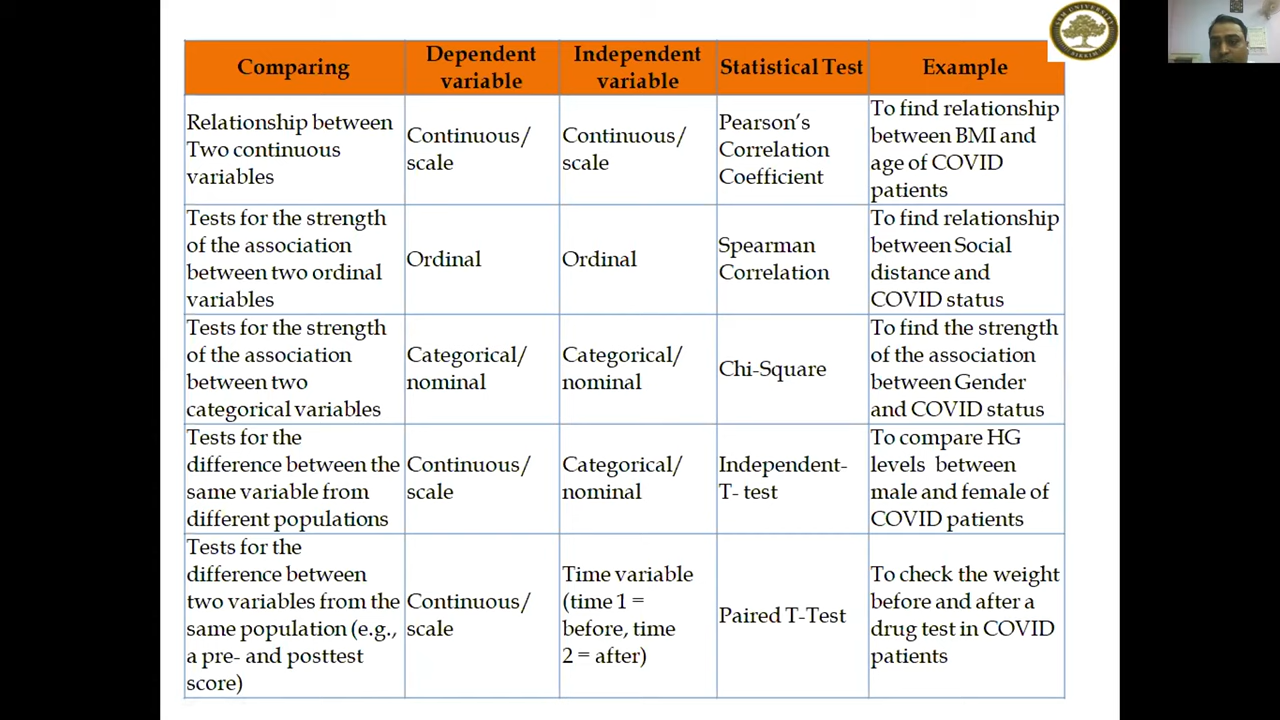 Comparing
Dependent
variable
Independent
variable
Statistical Test
Example
Relationship between
Two continuous
variables
Continuous/
scale
Continuous/
scale
Pearson's
Correlation
Coefficient
To find relationship
between BMI and
age of COVID
patients
Tests for the strength
of the association
between two ordinal
variables
Ordinal
Ordinal
Spearman
Correlation
To find relationship
between Social
distance and
COVID status
Tests for the strength
of the association
between two
categorical variables
Categorical/
nominal
Categorical/
nominal
Chi-Square
To find the strength
of the association
between Gender
and COVID status
Tests for the
difference between the
same variable from
different populations
Continuous/
scale
Categorical/
nominal
Independent-
T- test
To compare HG
levels between
male and female of
COVID patients
Tests for the
difference between
two variables from the
same population (e.g.,
a pre- and posttest
score)
Continuous/
scale
Time variable
(time 1 =
before, time
2 = after)
Paired T-Test
To check the weight
before and after a
drug test in COVID
patients